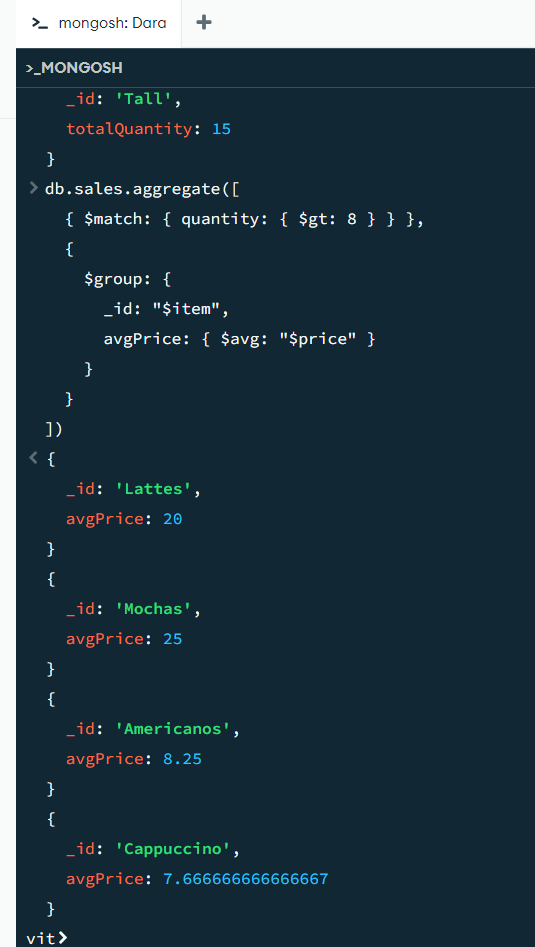 >_ mongosh: Dara +
>_MONGOSH
_id: 'Tall',
totalQuantity: 15
}
> db.sales.aggregate([
{ $match: { quantity: { $gt: 8 } } },
{
$group: {
_id: "$item",
avgPrice: { $avg: "$price" }
}
}
])
< {
_id: 'Lattes',
avgPrice: 20
}
{
_id: 'Mochas',
avgPrice: 25
}
{
_id: 'Americanos',
avgPrice: 8.25
}
{
_id: 'Cappuccino',
avgPrice: 7.666666666666667
}
vit>